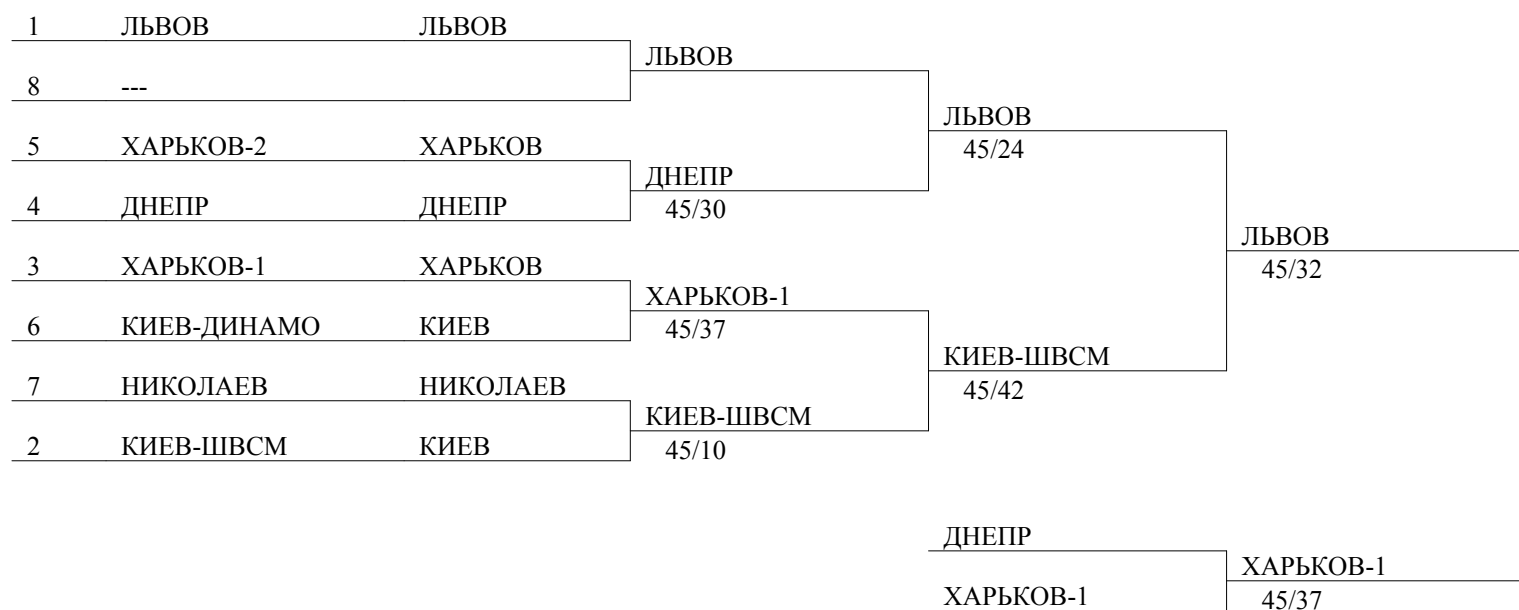 1 ЛЬВОВ ЛЬВОВ
ЛЬВОВ
8 ---
ЛЬВОВ
5 ХАРЬКОВ-2 ХАРЬКОВ
45/24
ДНЕПР
4 ДНЕПР ДНЕПР
45/30
ЛЬВОВ
3 ХАРЬКОВ-1 ХАРЬКОВ
45/32
ХАРЬКОВ-1
6 КИЕВ-ДИНАМО КИЕВ
45/37
КИЕВ-ШВСМ
7 НИКОЛАЕВ НИКОЛАЕВ
45/42
КИЕВ-ШВСМ
2 КИЕВ-ШВСМ КИЕВ
45/10
ДНЕПР
ХАРЬКОВ-1
ХАРЬКОВ-1
45/37